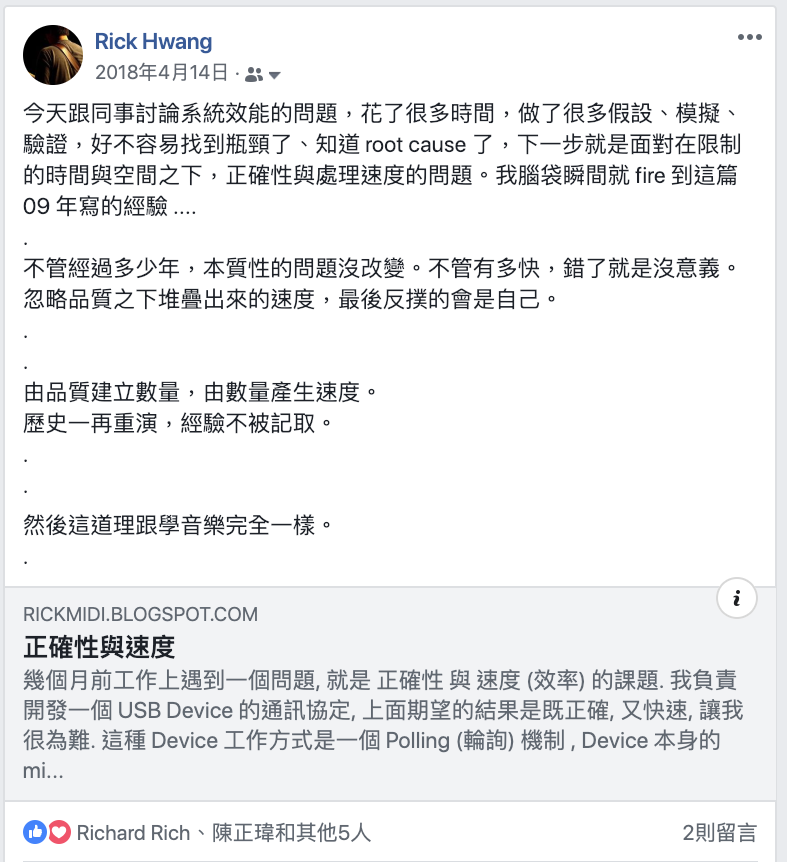 Rick Hwang
2018年4月14日 ·
今天跟同事討論系統效能的問題，花了很多時間，做了很多假設、模擬、
驗證，好不容易找到瓶頸了、知道 root cause 了，下一步就是面對在限制
的時間與空間之下，正確性與處理速度的問題。我腦袋瞬間就 fire 到這篇
09 年寫的經驗 ....
.
不管經過多少年，本質性的問題沒改變。不管有多快，錯了就是沒意義。
忽略品質之下堆疊出來的速度，最後反撲的會是自己。
.
.
由品質建立數量，由數量產生速度。
歷史一再重演，經驗不被記取。
.
.
然後這道理跟學音樂完全一樣。
.
RICKMIDI.BLOGSPOT.COM
正確性與速度
幾個月前工作上遇到一個問題, 就是 正確性 與 速度 (效率) 的課題. 我負責
開發一個 USB Device 的通訊協定, 上面期望的結果是既正確, 又快速, 讓我
很為難. 這種 Device 工作方式是一個 Polling (輪詢) 機制 , Device 本身的
mi...
Richard Rich、陳正瑋和其他5人
2則留言